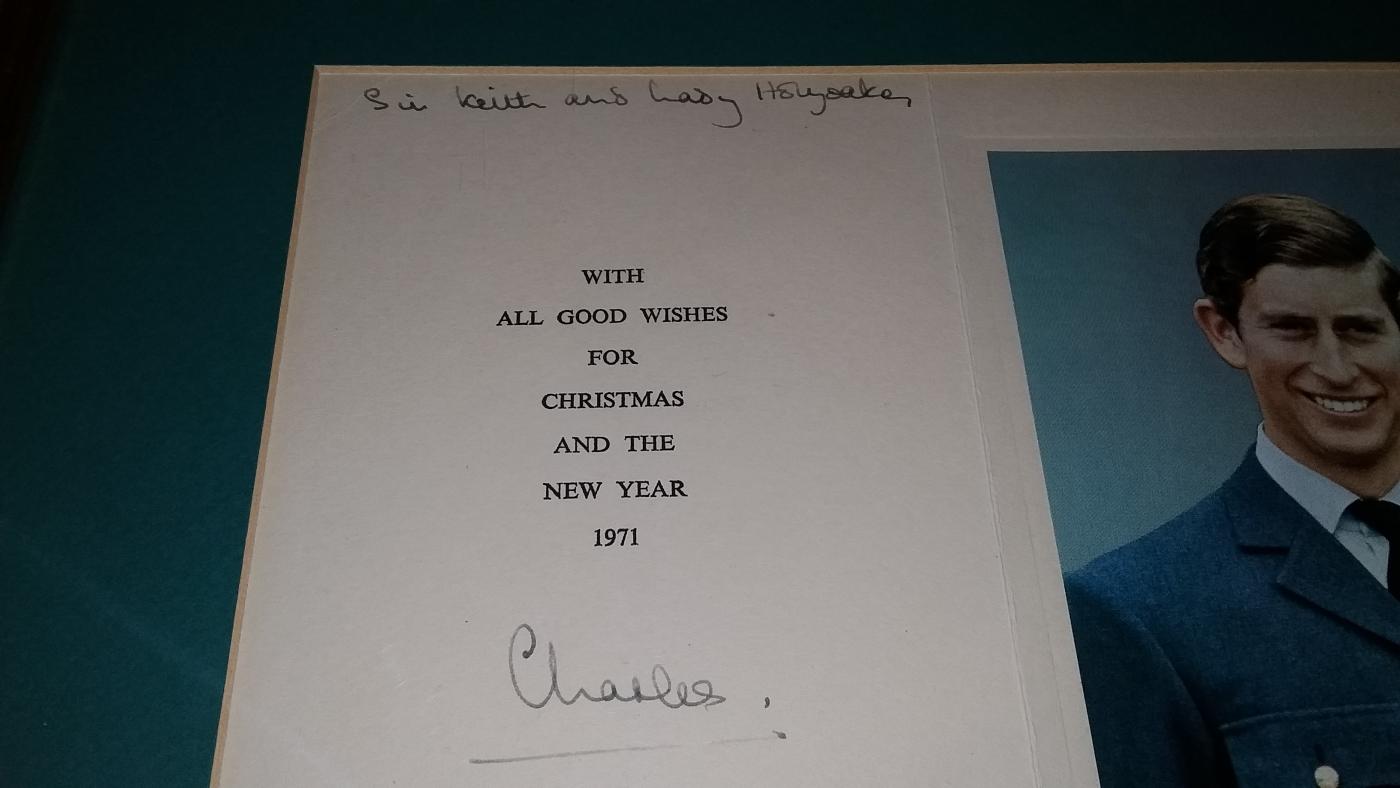 Sir Keith and Lady Holyoake,
WITH
ALL GOOD WISHES
FOR
CHRISTMAS
AND THE
NEW YEAR
1971
Charles.